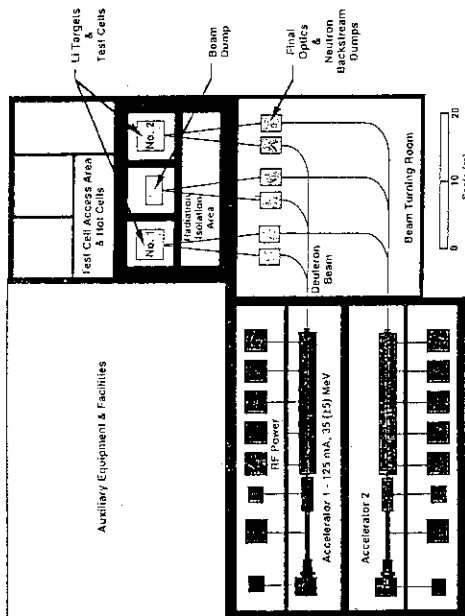 Li Targets
&
Test Cells
Beam
Dump
Final
Optics
&
Neutron
Backstream
Dumps
Test Cell Access Area
& Hot Cells
No. 2
No.
Radiation
Isolation
Area
Auxiliary Equipment & Facilities
Deuteron
Beam
Beam Turning Room
0
10
20
RF Power
Accelerator 1 - 125 mA, 35 (±5) MeV
Accelerator 2